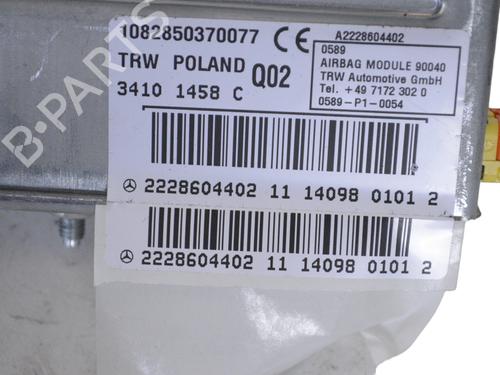 1082850370077 CE A2228604402
TRW POLAND Q02
3410 1458 C
0589
AIRBAG MODULE 90040
TRW Automotive GmbH
Tel. +49 7172 302 0
0589-P1-0054
2228604402 11 14098 0101 2
2228604402 11 14098 0101 2